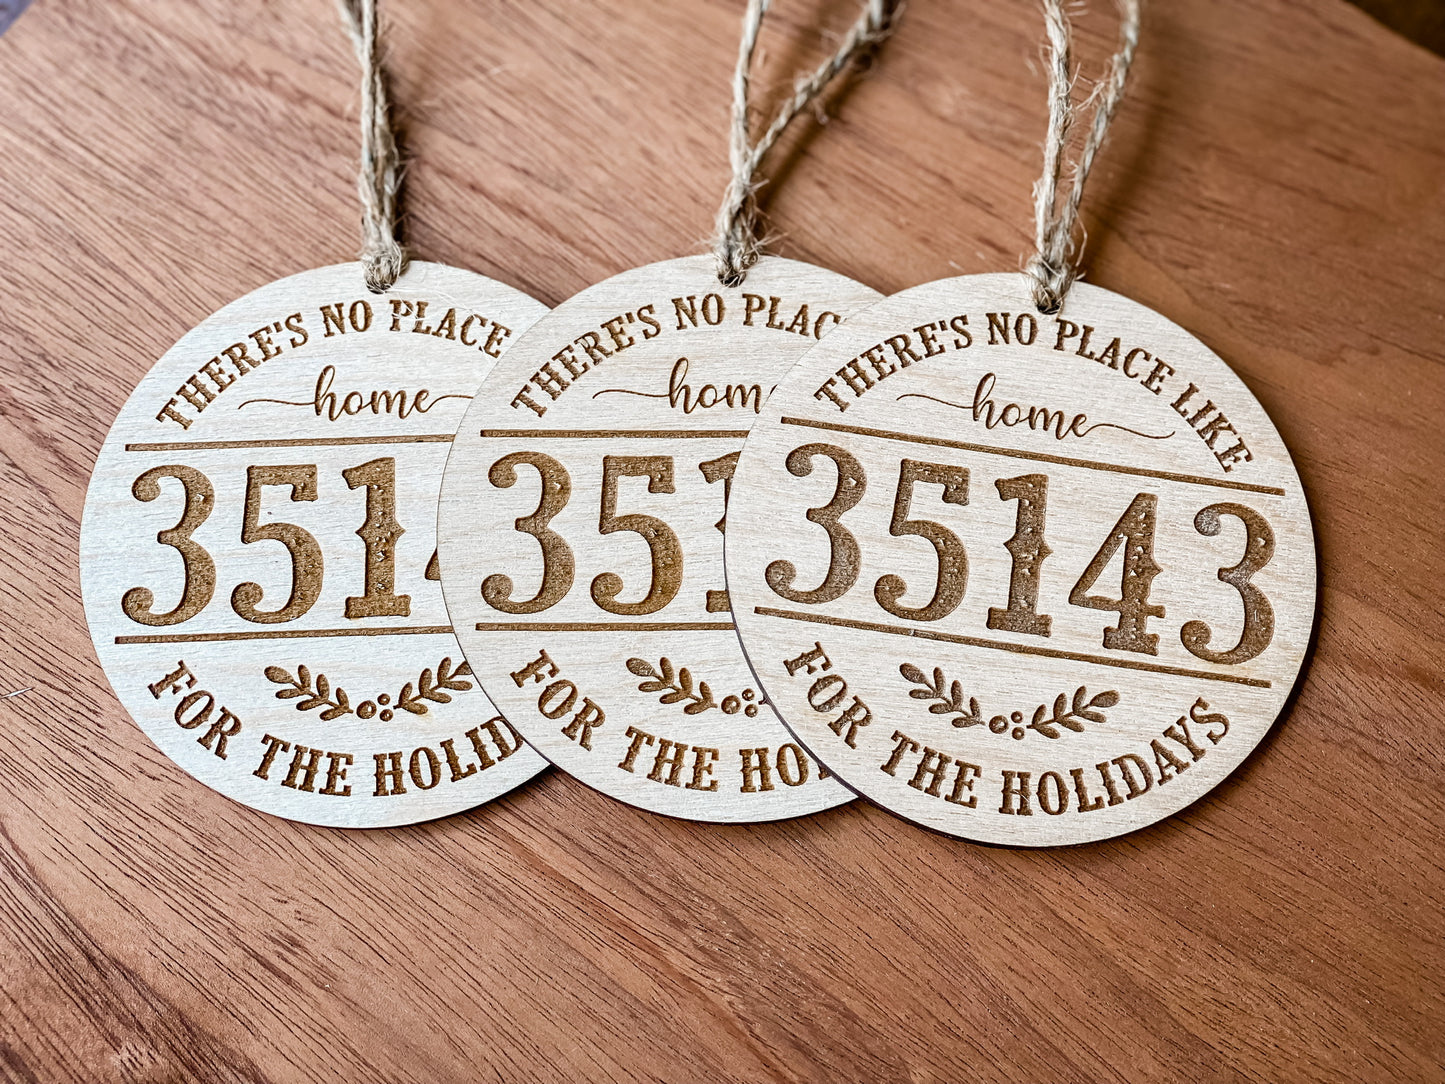 THERE'S NO PLACE
home
351
FOR THE HOLID
THERE'S NO PLAC
hom
35
FOR THE HO
THERE'S NO PLACE LIKE
home
35143
FOR THE HOLIDAYS